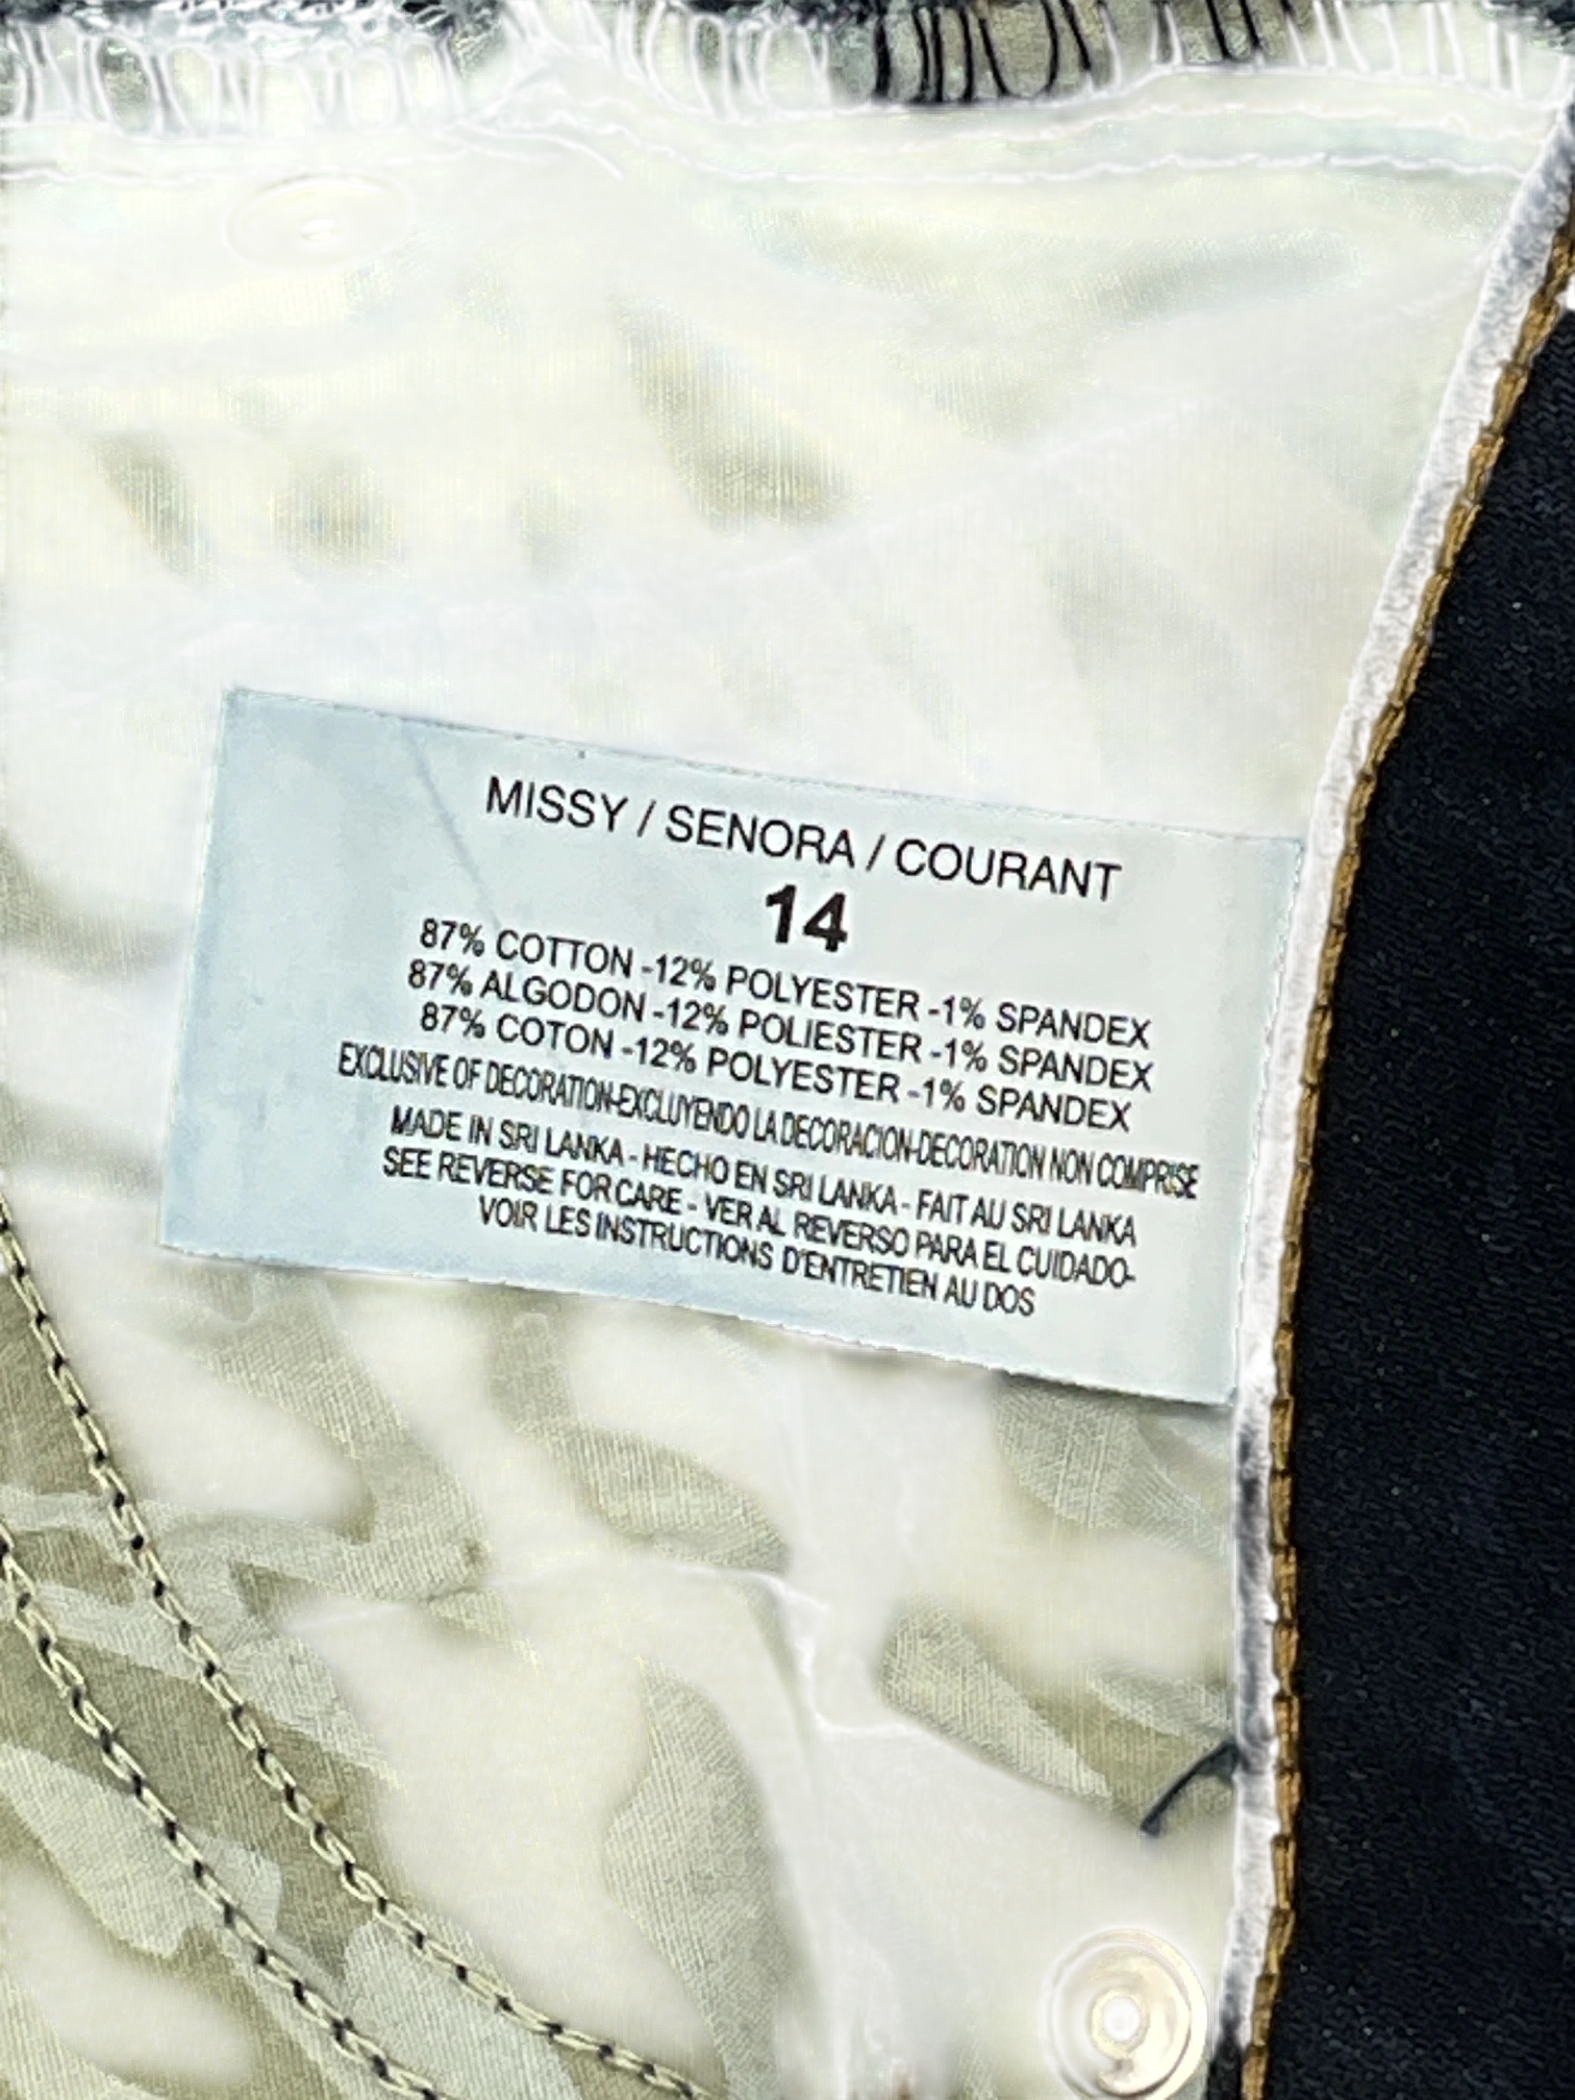 MISSY / SENORA / COURANT
14
87% COTTON -12% POLYESTER -1% SPANDEX
87% ALGODON -12% POLIESTER -1% SPANDEX
87% COTON -12% POLYESTER -1% SPANDEX
EXCLUSIVE OF DECORATION-EXCLUYENDO LA DECORACION-DECORATION NON COMPRISE
MADE IN SRI LANKA - HECHO EN SRI LANKA - FAIT AU SRI LANKA
SEE REVERSE FOR CARE - VER AL REVERSO PARA EL CUIDADO-
VOIR LES INSTRUCTIONS D'ENTRETIEN AU DOS